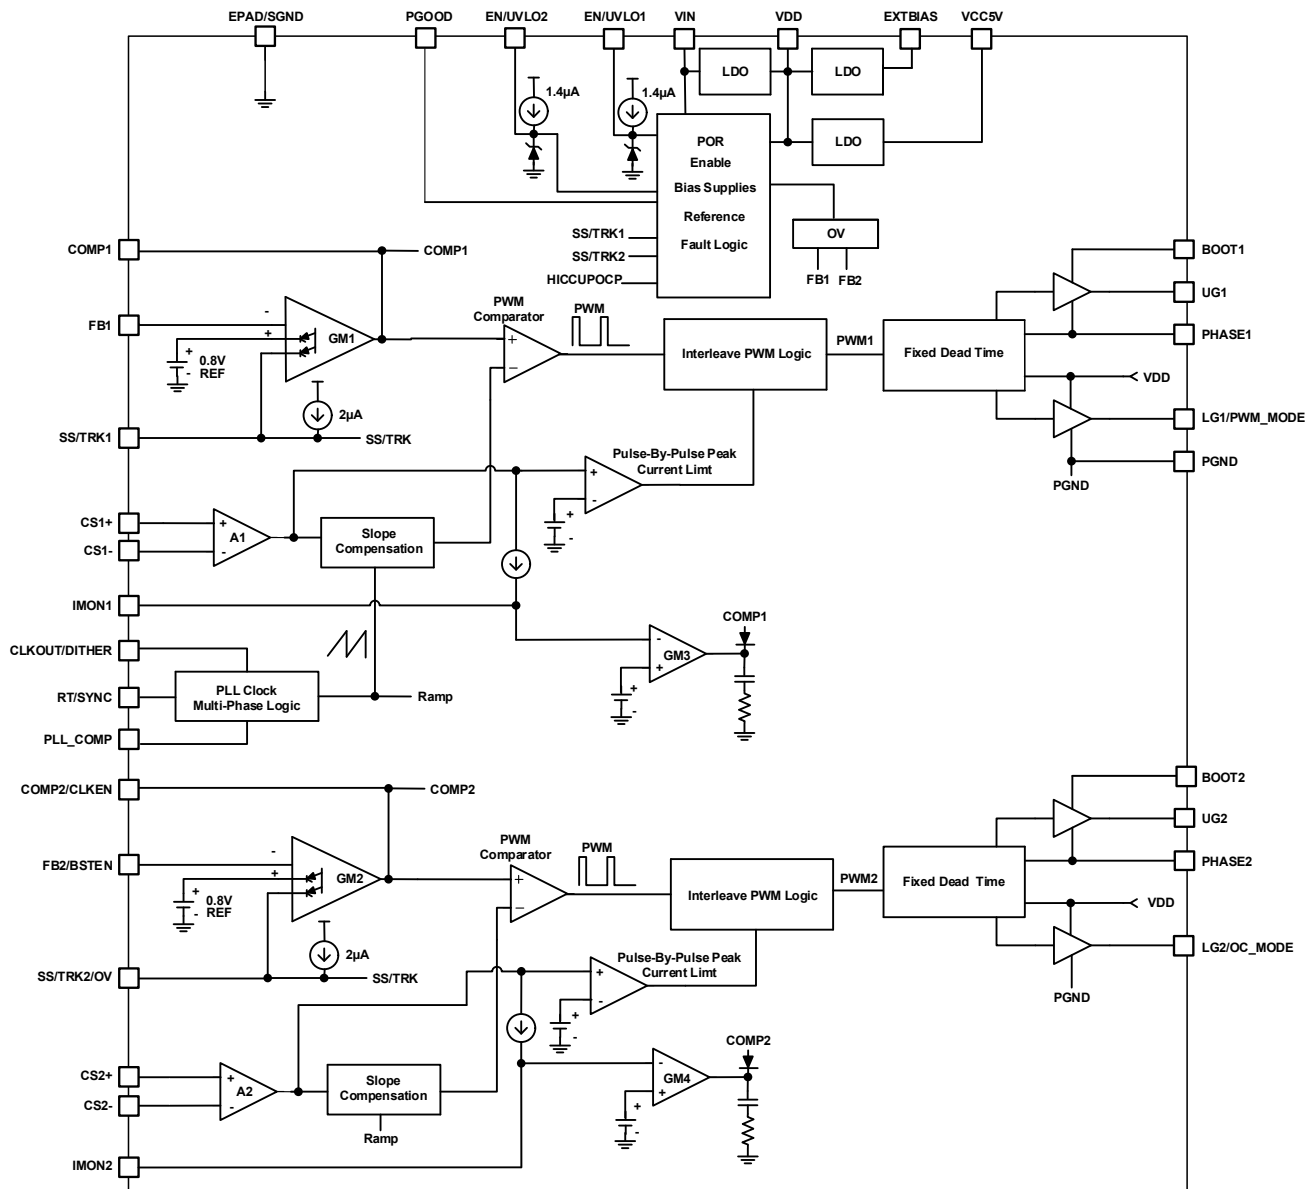 EPAD/SGND
PGOOD
EN/UVLO2
EN/UVLO1
VIN
VDD
EXTBIAS
VCC5V
LDO
LDO
1.4µA
1.4µA
POR
Enable
Bias Supplies
Reference
Fault Logic
LDO
SS/TRK1
SS/TRK2
HICCUPOCP
OV
FB1
FB2
COMP1
COMP1
BOOT1
FB1
-
+
GM1
+
-
0.8V
REF
PWM
Comparator
+
-
PWM
Interleave PWM Logic
PWM1
Fixed Dead Time
UG1
PHASE1
VDD
2µA
SS/TRK1
SS/TRK
LG1/PWM_MODE
PGND
PGND
Pulse-By-Pulse Peak
Current Limt
+
-
+
-
CS1+
CS1-
+
-
A1
Slope
Compensation
IMON1
COMP1
-
+
GM3
+
-
CLKOUT/DITHER
RT/SYNC
PLL Clock
Multi-Phase Logic
Ramp
PLL_COMP
COMP2/CLKEN
COMP2
BOOT2
FB2/BSTEN
-
+
GM2
+
-
0.8V
REF
PWM
Comparator
+
-
PWM
Interleave PWM Logic
PWM2
Fixed Dead Time
UG2
PHASE2
VDD
2µA
SS/TRK2/OV
SS/TRK
LG2/OC_MODE
PGND
Pulse-By-Pulse Peak
Current Limt
+
-
+
-
CS2+
CS2-
+
-
A2
Slope
Compensation
Ramp
COMP2
-
+
GM4
+
-
IMON2